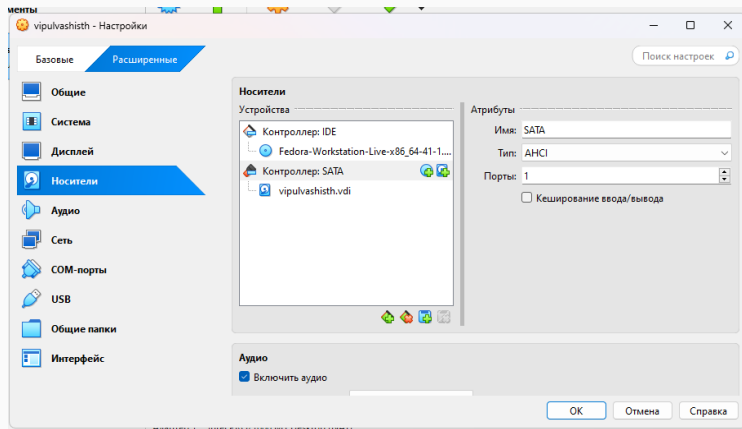 менты
vipulvashisth - Настройки
Базовые
Расширенные
Поиск настроек
Общие
Система
Дисплей
Носители
Аудио
Сеть
COM-порты
USB
Общие папки
Интерфейс
Носители
Устройства
Контроллер: IDE
Fedora-Workstation-Live-x86_64-41-1....
Контроллер: SATA
vipulvashisth.vdi
Атрибуты
Имя: SATA
Тип: AHCI
Порты: 1
Кеширование ввода/вывода
Аудио
Включить аудио
OK
Отмена
Справка